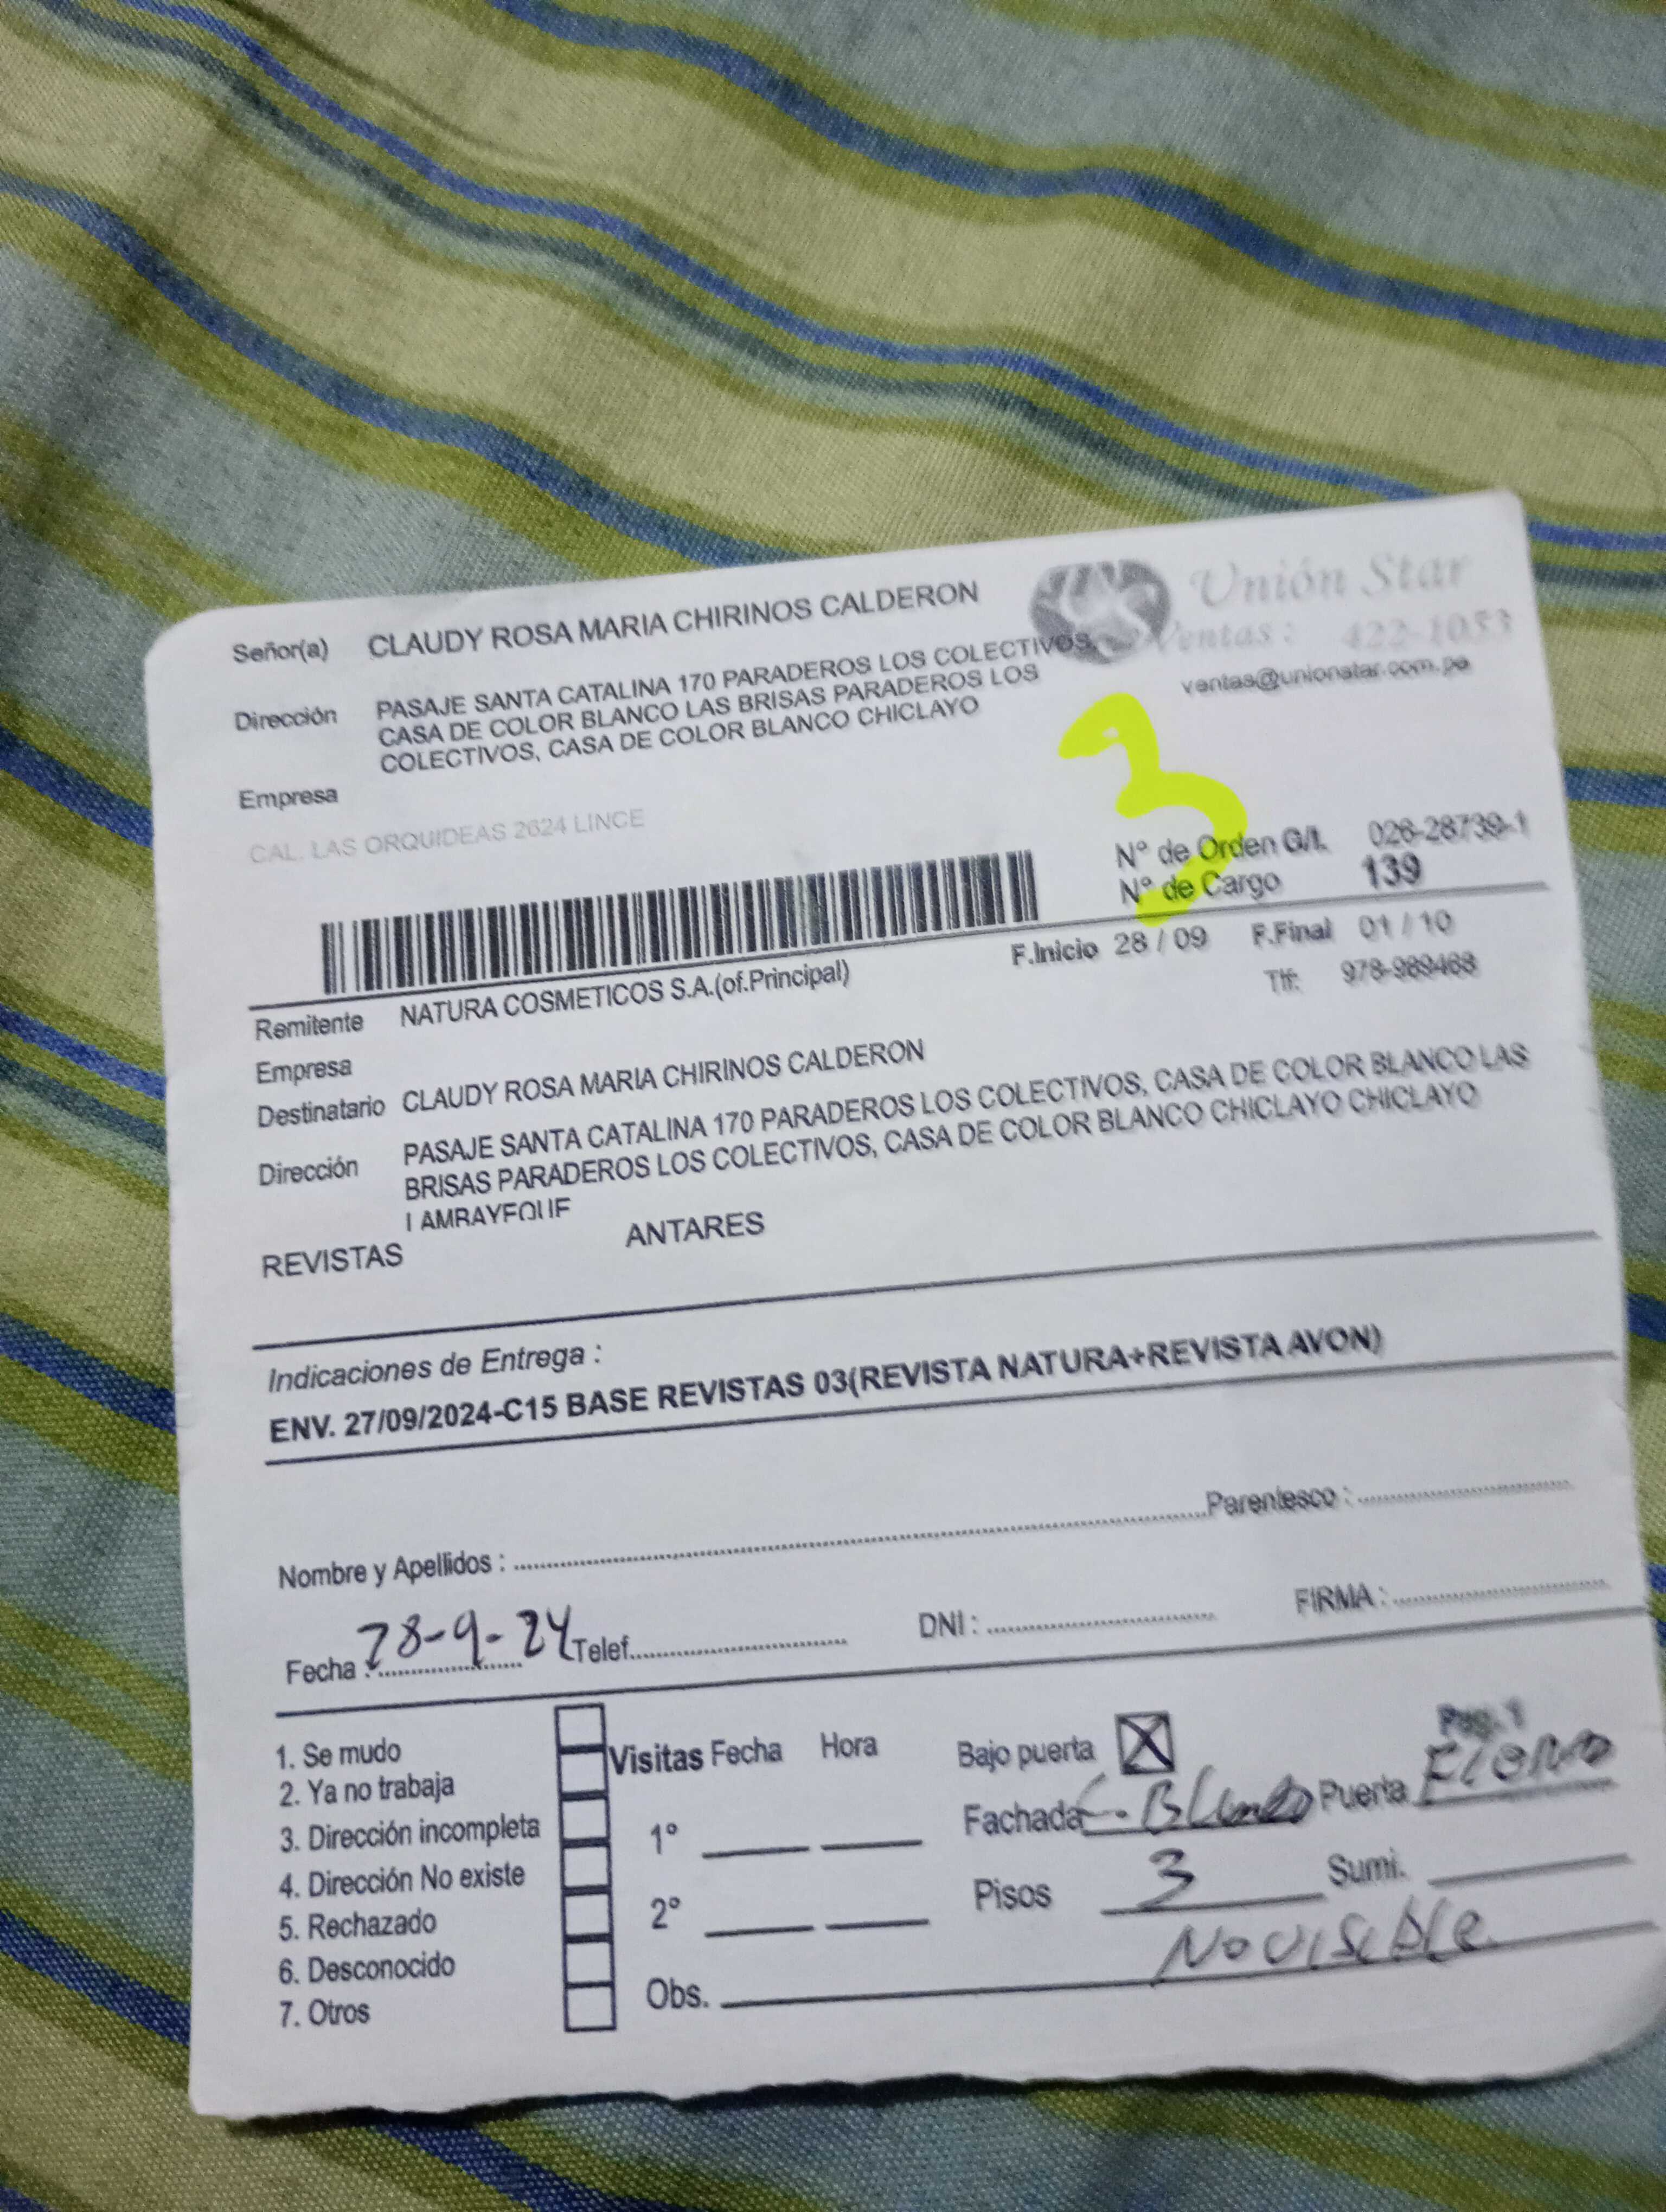 Señor(a) CLAUDY ROSA MARIA CHIRINOS CALDERON
Unión Star
Ventas: 422-1053
ventas@unionstar.com.pe
Dirección PASAJE SANTA CATALINA 170 PARADEROS LOS COLECTIVOS,
CASA DE COLOR BLANCO LAS BRISAS PARADEROS LOS
COLECTIVOS, CASA DE COLOR BLANCO CHICLAYO
3
Empresa
CAL. LAS ORQUIDEAS 2624 LINCE
N° de Orden G/I. 026-28739-1
N° de Cargo 139
F.Inicio 28 / 09 F.Final 01 / 10
Remitente NATURA COSMETICOS S.A.(of.Principal)
Tlf: 978-989468
Empresa
Destinatario CLAUDY ROSA MARIA CHIRINOS CALDERON
Dirección PASAJE SANTA CATALINA 170 PARADEROS LOS COLECTIVOS, CASA DE COLOR BLANCO LAS
BRISAS PARADEROS LOS COLECTIVOS, CASA DE COLOR BLANCO CHICLAYO CHICLAYO
LAMBAYEQUE
REVISTAS ANTARES
Indicaciones de Entrega :
ENV. 27/09/2024-C15 BASE REVISTAS 03(REVISTA NATURA+REVISTA AVON)
Nombre y Apellidos : Parentesco :
Fecha : 28-9-24 Telef. DNI : FIRMA :
Pag. 1
1. Se mudo
2. Ya no trabaja
3. Dirección incompleta
4. Dirección No existe
5. Rechazado
6. Desconocido
7. Otros
Visitas Fecha Hora
1°
2°
Obs.
Bajo puerta X
Fachada C. Blanco Puerta
Pisos 3 Sumi.
No visible